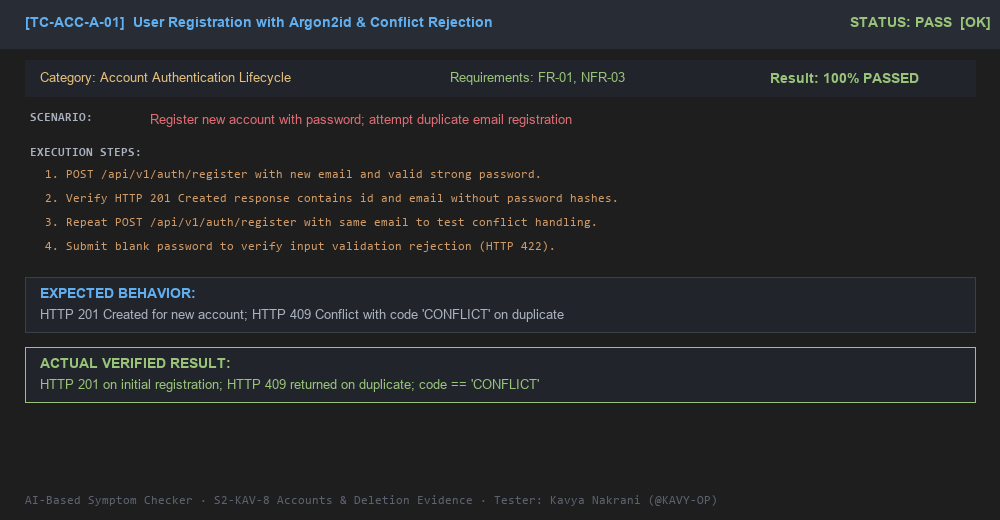 [TC-ACC-A-01]  User Registration with Argon2id & Conflict Rejection
STATUS: PASS  [OK]
Category: Account Authentication Lifecycle
Requirements: FR-01, NFR-03
Result: 100% PASSED
SCENARIO:
Register new account with password; attempt duplicate email registration
EXECUTION STEPS:
1. POST /api/v1/auth/register with new email and valid strong password.
2. Verify HTTP 201 Created response contains id and email without password hashes.
3. Repeat POST /api/v1/auth/register with same email to test conflict handling.
4. Submit blank password to verify input validation rejection (HTTP 422).
EXPECTED BEHAVIOR:
HTTP 201 Created for new account; HTTP 409 Conflict with code 'CONFLICT' on duplicate
ACTUAL VERIFIED RESULT:
HTTP 201 on initial registration; HTTP 409 returned on duplicate; code == 'CONFLICT'
AI-Based Symptom Checker · S2-KAV-8 Accounts & Deletion Evidence · Tester: Kavya Nakrani (@KAVY-OP)